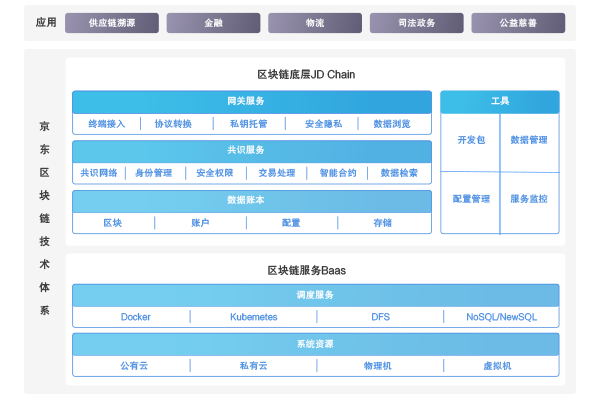 应用 供应链溯源 金融 物流 司法政务 公益慈善
京东区块链技术体系
区块链底层JD Chain
网关服务
终端接入 协议转换 私钥托管 安全隐私 数据浏览
共识服务
共识网络 身份管理 安全权限 交易处理 智能合约 数据检索
数据账本
区块 账户 配置 存储
工具
开发包 数据管理
配置管理 服务监控
区块链服务Baas
调度服务
Docker Kubemetes DFS NoSQL/NewSQL
系统资源
公有云 私有云 物理机 虚拟机